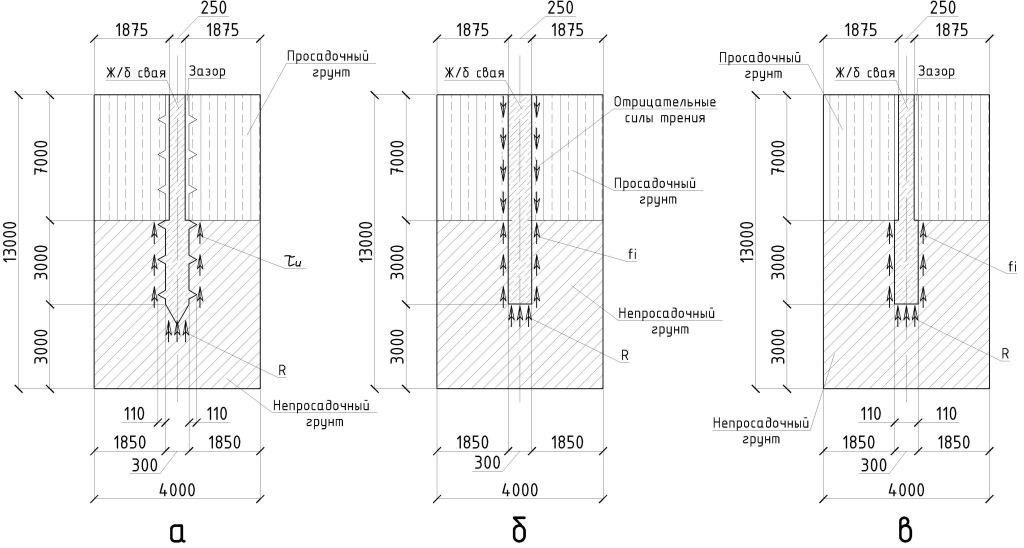 250
1875
1875
Ж/б свая
Зазор
Просадочный
грунт
7000
13000
3000
3000
τu
R
Непросадочный
грунт
110
110
1850
1850
300
4000
а
250
1875
1875
Ж/б свая
Отрицательные
силы трения
7000
Просадочный
грунт
13000
3000
fi
Непросадочный
грунт
3000
R
1850
1850
300
4000
б
250
1875
1875
Просадочный
грунт
Ж/б свая
Зазор
7000
13000
3000
fi
3000
R
Непросадочный
грунт
110
110
1850
1850
300
4000
в